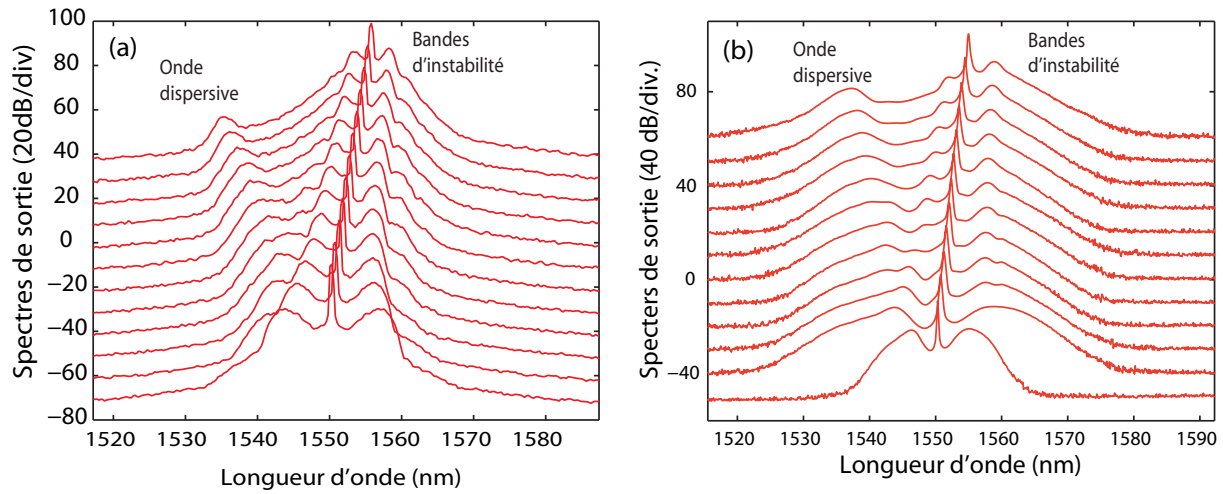 (a)
Onde
dispersive
Bandes
d'instabilité
Spectres de sortie (20dB/div)
100
80
60
40
20
0
−20
−40
−60
−80
1520 1530 1540 1550 1560 1570 1580
Longueur d'onde (nm)
(b)
Onde
dispersive
Bandes
d'instabilité
Specters de sortie (40 dB/div.)
80
40
0
−40
1520 1530 1540 1550 1560 1570 1580 1590
Longueur d'onde (nm)